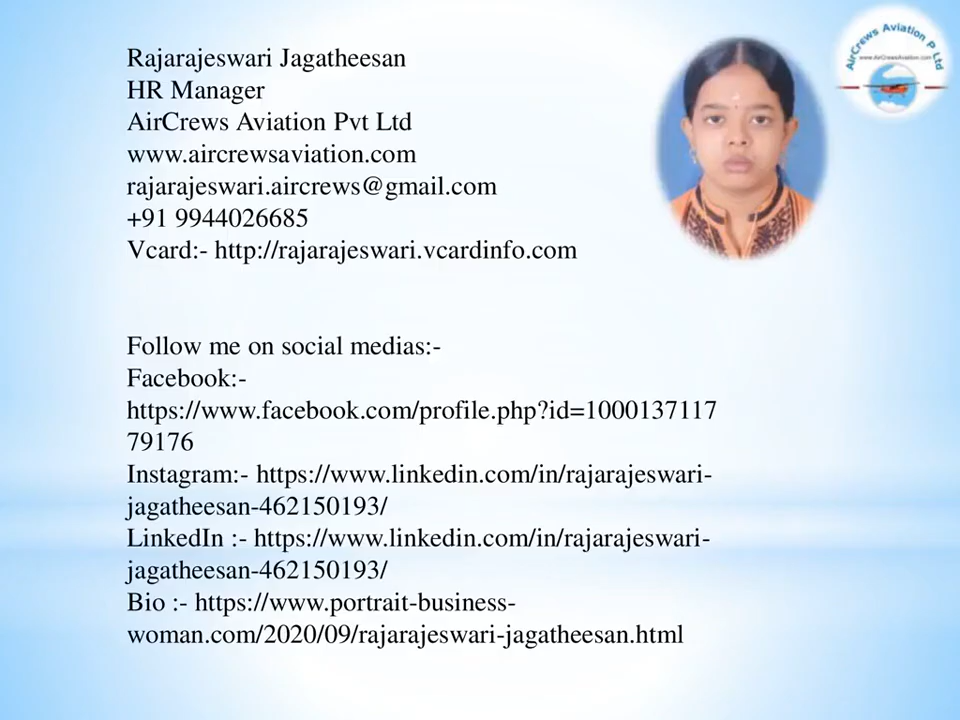 Rajarajeswari Jagatheesan
HR Manager
AirCrews Aviation Pvt Ltd
www.aircrewsaviation.com
rajarajeswari.aircrews@gmail.com
+91 9944026685
Vcard:- http://rajarajeswari.vcardinfo.com
AirCrews Aviation P Ltd
www.AirCrewsAviation.com
Follow me on social medias:-
Facebook:-
https://www.facebook.com/profile.php?id=1000137117
79176
Instagram:- https://www.linkedin.com/in/rajarajeswari-
jagatheesan-462150193/
LinkedIn :- https://www.linkedin.com/in/rajarajeswari-
jagatheesan-462150193/
Bio :- https://www.portrait-business-
woman.com/2020/09/rajarajeswari-jagatheesan.html